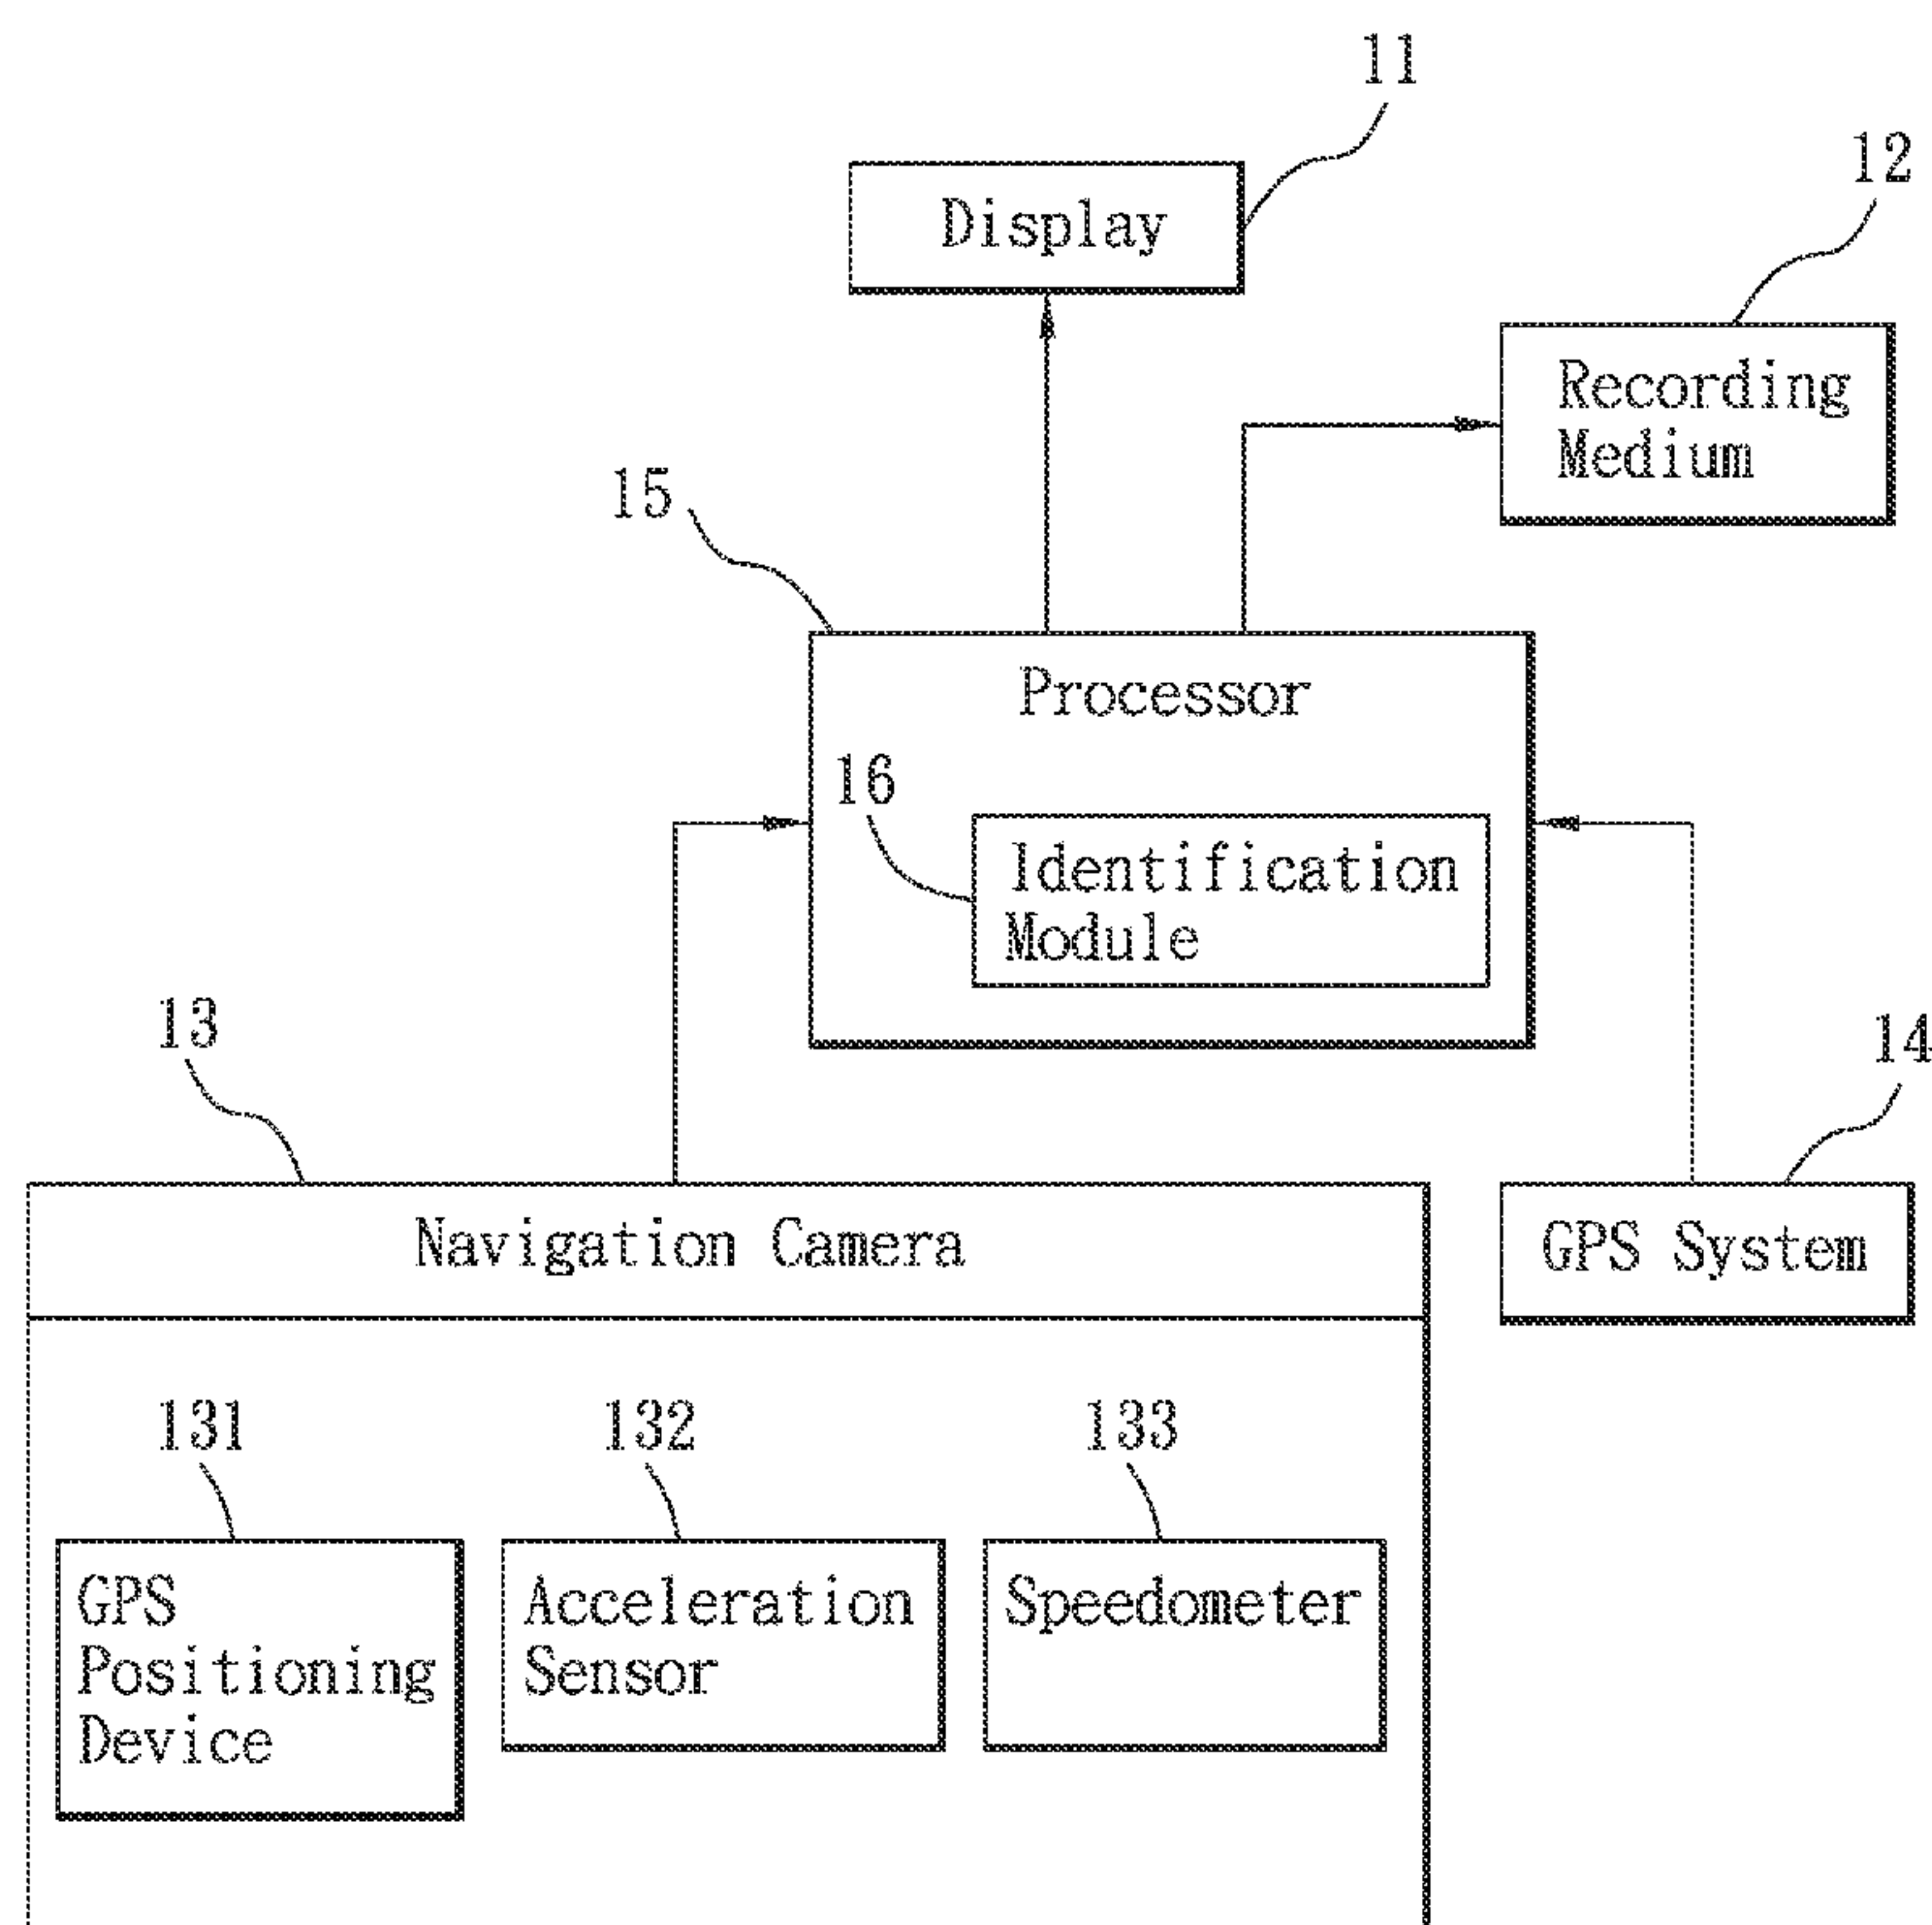 11
Display
12
Recording
Medium
15
Processor
16
Identification
Module
13
14
Navigation Camera
GPS System
131
132
133
GPS
Positioning
Device
Acceleration
Sensor
Speedometer